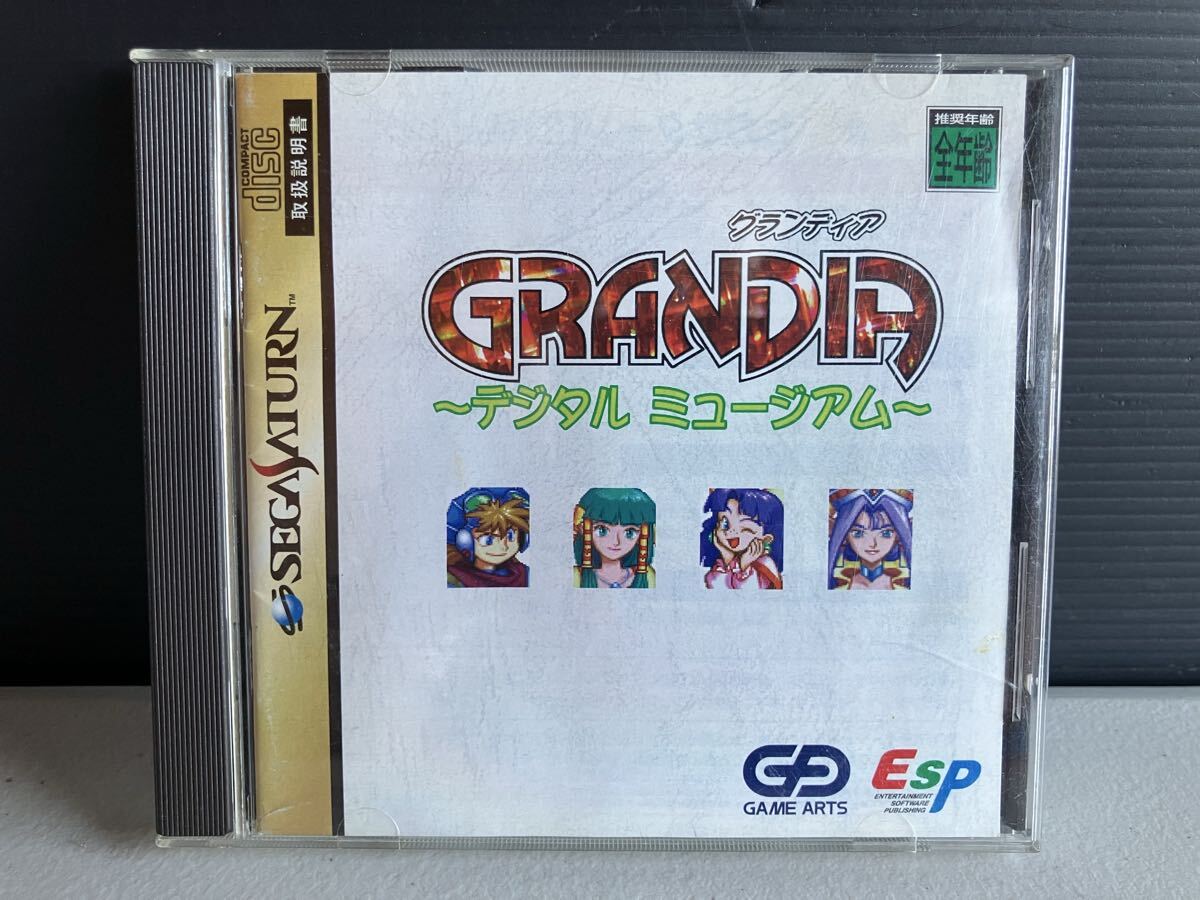 COMPACT
disc
取扱説明書
SEGA SATURN™
推奨年齢
全年齢
グランディア
GRANDIA
〜デジタル ミュージアム〜
GAME ARTS
ESP
ENTERTAINMENT
SOFTWARE
PUBLISHING